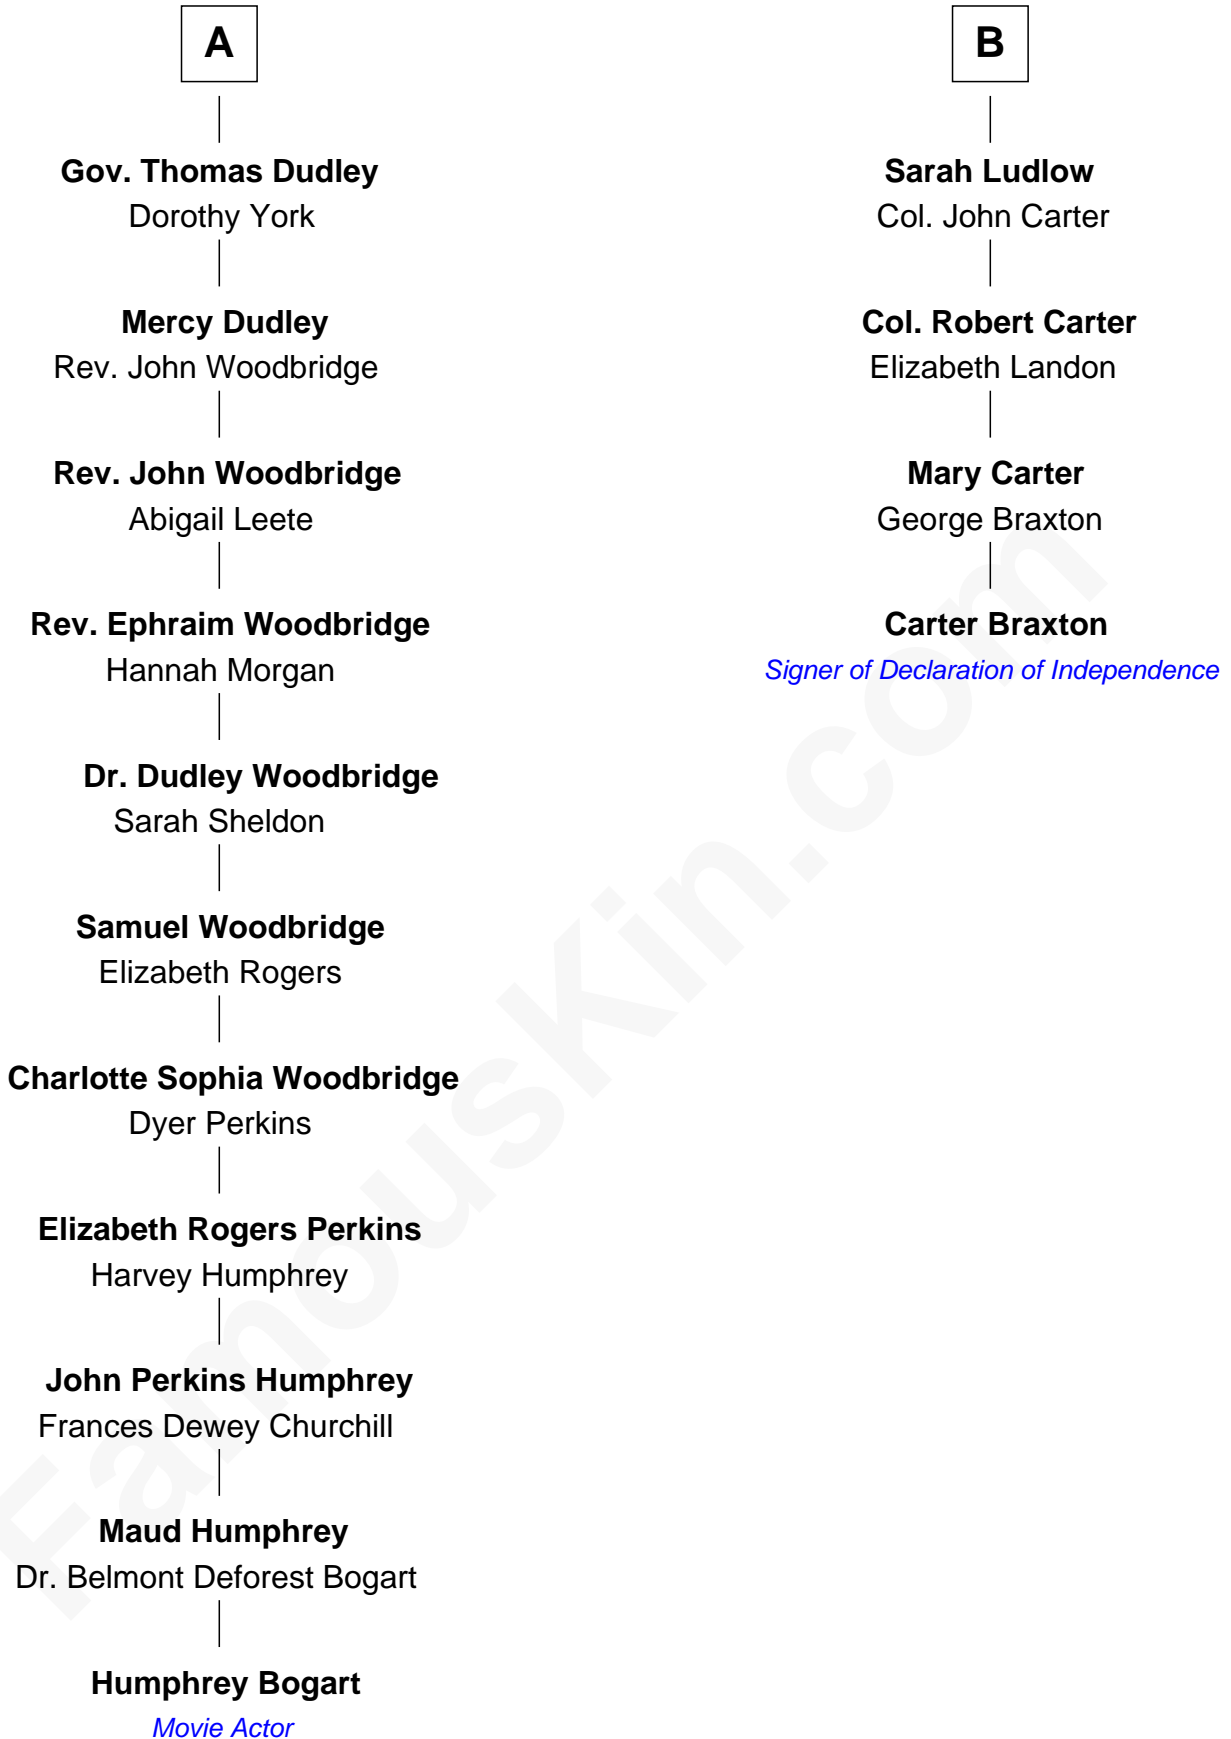 A
Gov. Thomas Dudley
Dorothy York
Mercy Dudley
Rev. John Woodbridge
Rev. John Woodbridge
Abigail Leete
Rev. Ephraim Woodbridge
Hannah Morgan
Dr. Dudley Woodbridge
Sarah Sheldon
Samuel Woodbridge
Elizabeth Rogers
Charlotte Sophia Woodbridge
Dyer Perkins
Elizabeth Rogers Perkins
Harvey Humphrey
John Perkins Humphrey
Frances Dewey Churchill
Maud Humphrey
Dr. Belmont Deforest Bogart
Humphrey Bogart
Movie Actor
B
Sarah Ludlow
Col. John Carter
Col. Robert Carter
Elizabeth Landon
Mary Carter
George Braxton
Carter Braxton
Signer of Declaration of Independence
FamousKin.com